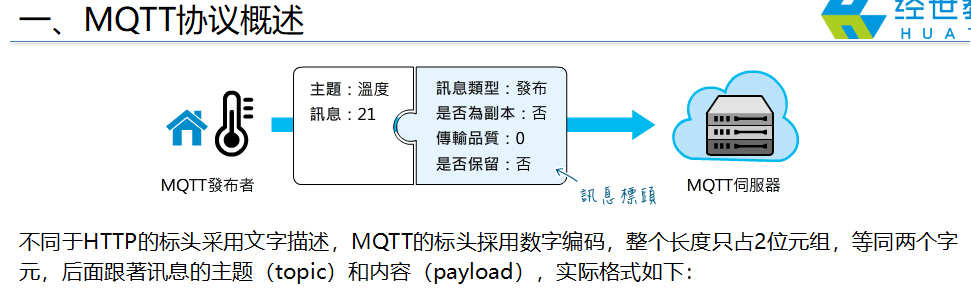 一、MQTT协议概述
经世
HUAT
主題：溫度
訊息：21
訊息類型：發布
是否為副本：否
傳輸品質：0
是否保留：否
MQTT發布者
MQTT伺服器
訊息標頭
不同于HTTP的标头采用文字描述，MQTT的标头採用数字编码，整个长度只占2位元组，等同两个字
元，后面跟著讯息的主题（topic）和内容（payload），实际格式如下：